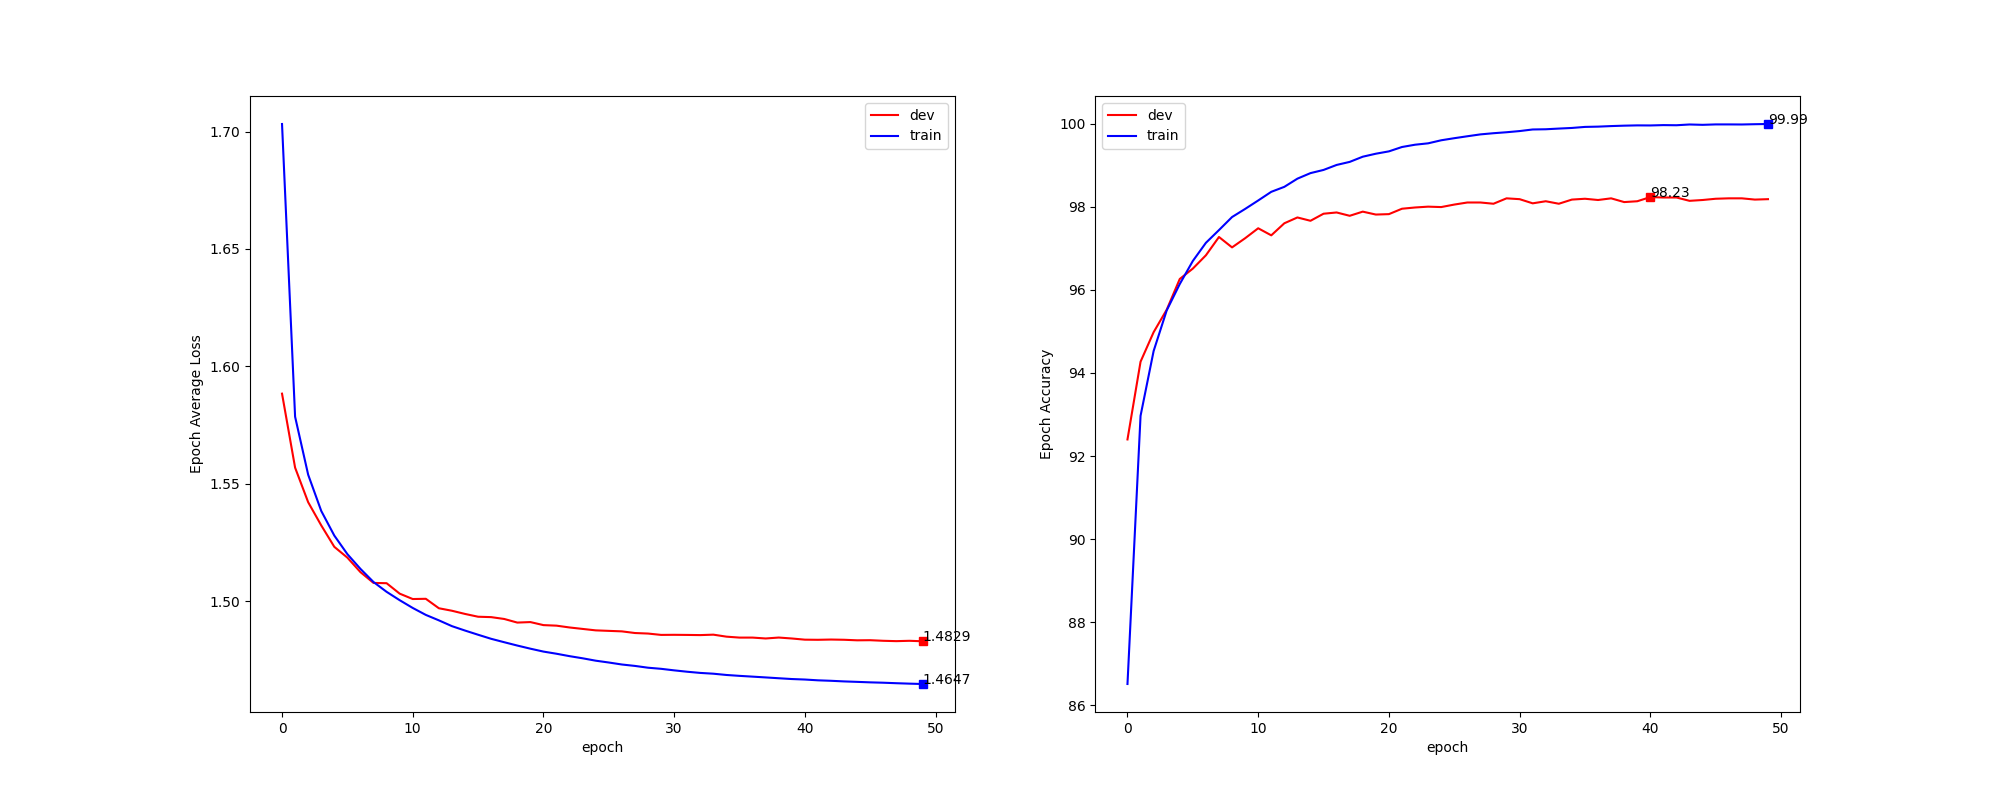 dev
train
1.70
1.65
1.60
1.55
1.50
Epoch Average Loss
1.4829
1.4647
0 10 20 30 40 50
epoch
dev
train
100
98
96
94
92
90
88
86
Epoch Accuracy
99.99
98.23
0 10 20 30 40 50
epoch